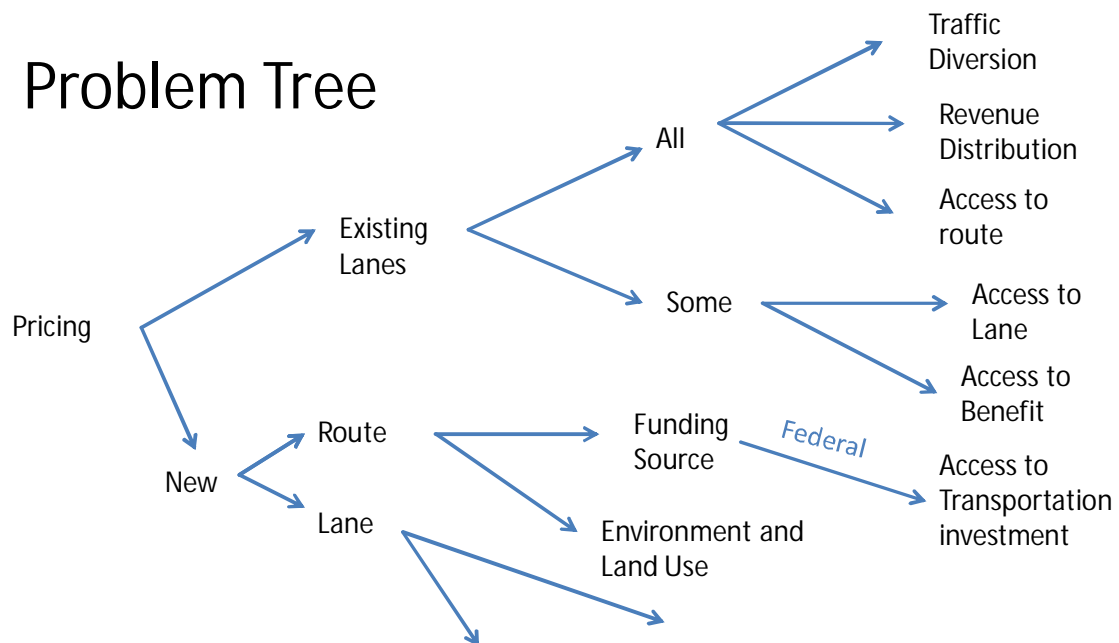 Problem Tree
Traffic
Diversion
Revenue
Distribution
All
Access to
route
Existing
Lanes
Some
Access to
Lane
Pricing
Access to
Benefit
Route
Funding
Source
Federal
New
Access to
Transportation
investment
Lane
Environment and
Land Use